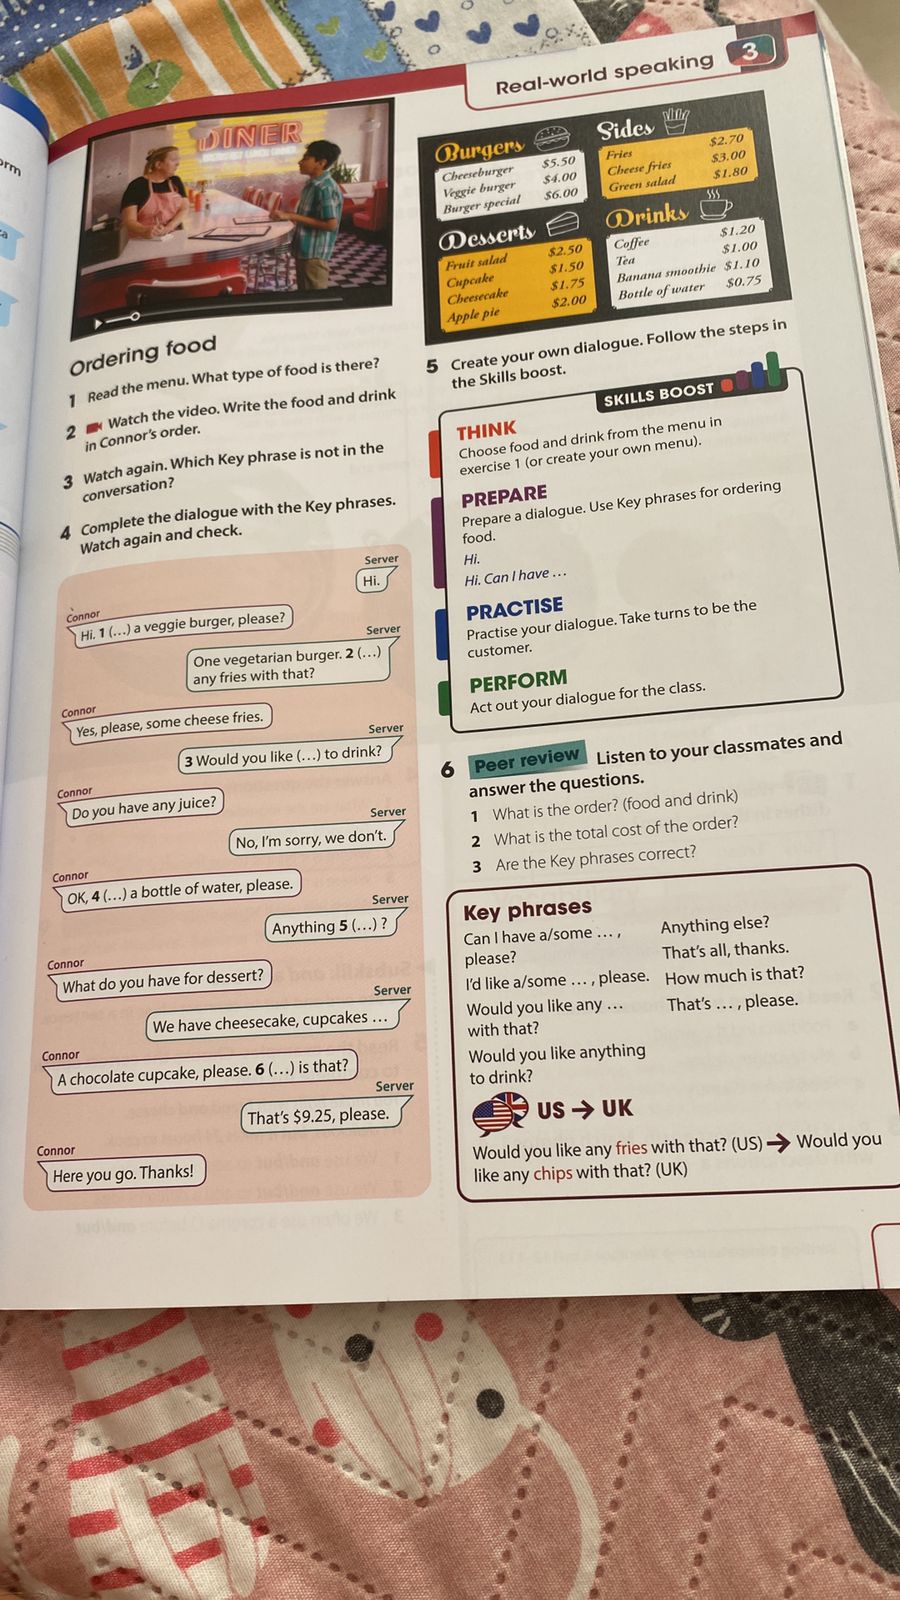 Real-world speaking 3
DINER
Burgers
Cheeseburger $5.50
Veggie burger $4.00
Burger special $6.00
Sides
Fries $2.70
Cheese fries $3.00
Green salad $1.80
Desserts
Fruit salad $2.50
Cupcake $1.50
Cheesecake $1.75
Apple pie $2.00
Drinks
Coffee $1.20
Tea $1.00
Banana smoothie $1.10
Bottle of water $0.75
Ordering food
1 Read the menu. What type of food is there?
2 Watch the video. Write the food and drink
in Connor's order.
3 Watch again. Which Key phrase is not in the
conversation?
4 Complete the dialogue with the Key phrases.
Watch again and check.
Server
Hi.
Connor
Hi. 1 (…) a veggie burger, please?
Server
One vegetarian burger. 2 (…)
any fries with that?
Connor
Yes, please, some cheese fries.
Server
3 Would you like (…) to drink?
Connor
Do you have any juice?
Server
No, I'm sorry, we don't.
Connor
OK, 4 (…) a bottle of water, please.
Server
Anything 5 (…) ?
Connor
What do you have for dessert?
Server
We have cheesecake, cupcakes …
Connor
A chocolate cupcake, please. 6 (…) is that?
Server
That's $9.25, please.
Connor
Here you go. Thanks!
5 Create your own dialogue. Follow the steps in
the Skills boost.
SKILLS BOOST
THINK
Choose food and drink from the menu in
exercise 1 (or create your own menu).
PREPARE
Prepare a dialogue. Use Key phrases for ordering
food.
Hi.
Hi. Can I have …
PRACTISE
Practise your dialogue. Take turns to be the
customer.
PERFORM
Act out your dialogue for the class.
6 Peer review Listen to your classmates and
answer the questions.
1 What is the order? (food and drink)
2 What is the total cost of the order?
3 Are the Key phrases correct?
Key phrases
Can I have a/some … ,
please?
I'd like a/some … , please.
Would you like any …
with that?
Would you like anything
to drink?
Anything else?
That's all, thanks.
How much is that?
That's … , please.
US → UK
Would you like any fries with that? (US) → Would you
like any chips with that? (UK)